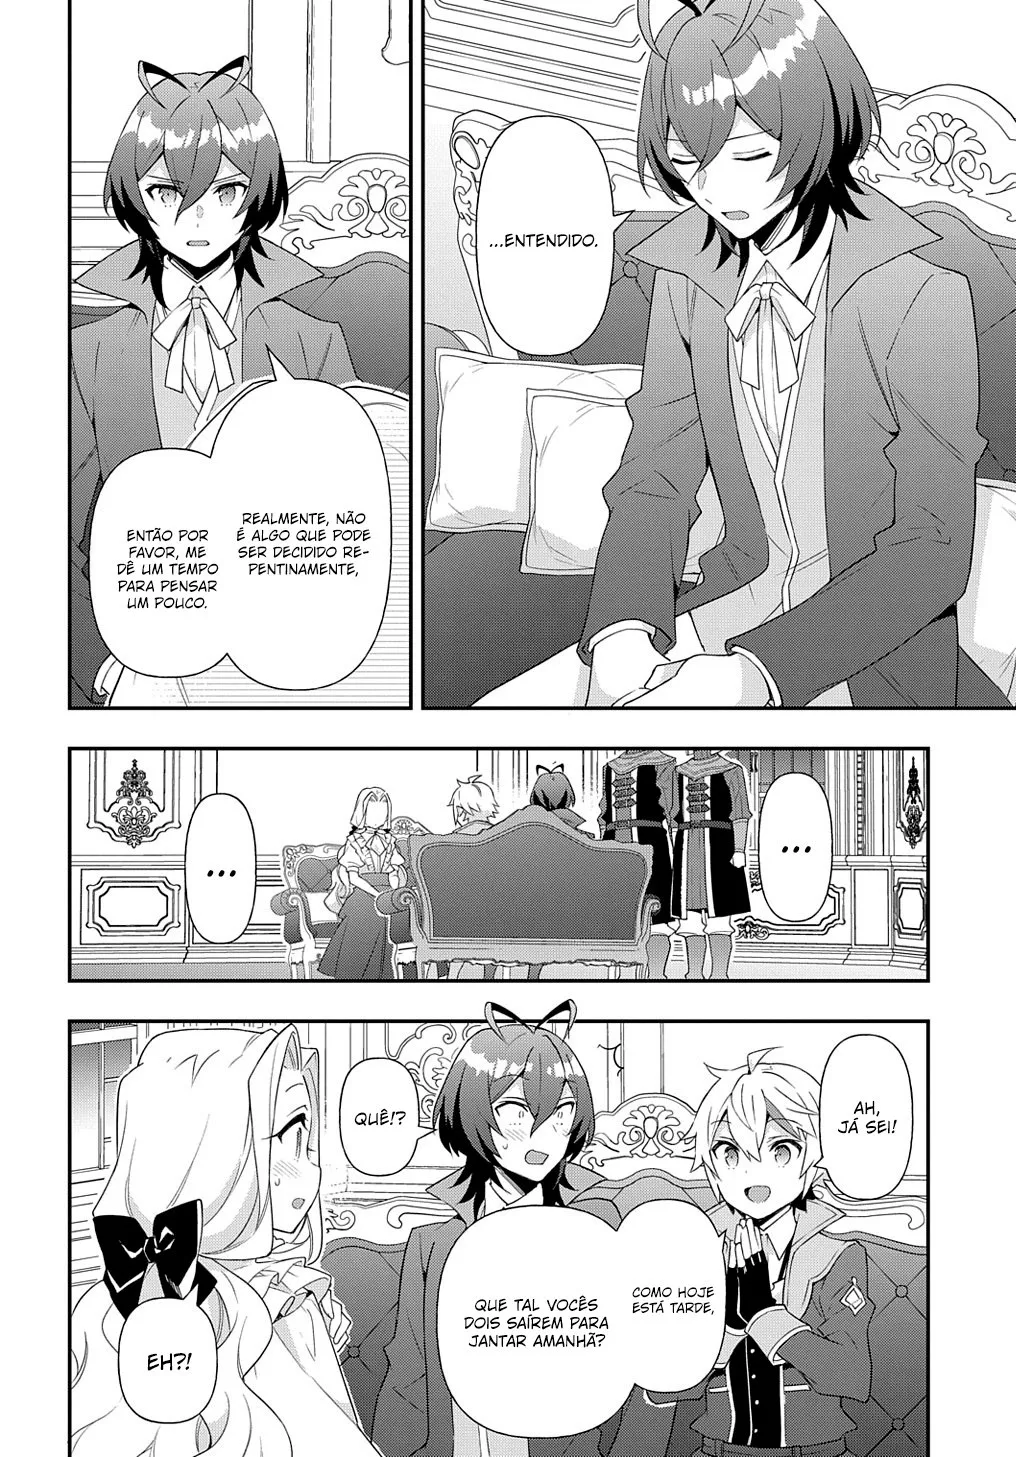 ...ENTENDIDO.
REALMENTE, NÃO
É ALGO QUE PODE
SER DECIDIDO RE-
PENTINAMENTE,
ENTÃO POR
FAVOR, ME
DÊ UM TEMPO
PARA PENSAR
UM POUCO.
...
...
AH,
JÁ SEI!
COMO HOJE
ESTÁ TARDE,
QUE TAL VOCÊS
DOIS SAÍREM PARA
JANTAR AMANHÃ?
QUÊ!?
EH?!